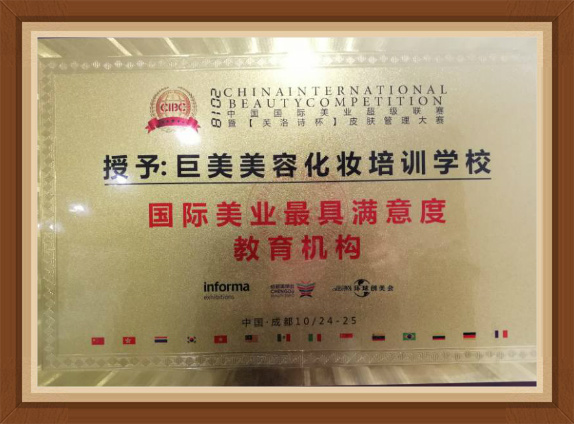 CIBC
2018
CHINAINTERNATIONAL
BEAUTYCOMPETITION
中国国际美业超级联赛
暨【芙洛诗杯】皮肤管理大赛
授予:巨美美容化妆培训学校
国际美业最具满意度
教育机构
informa
exhibitions
中国·成都10/24-25